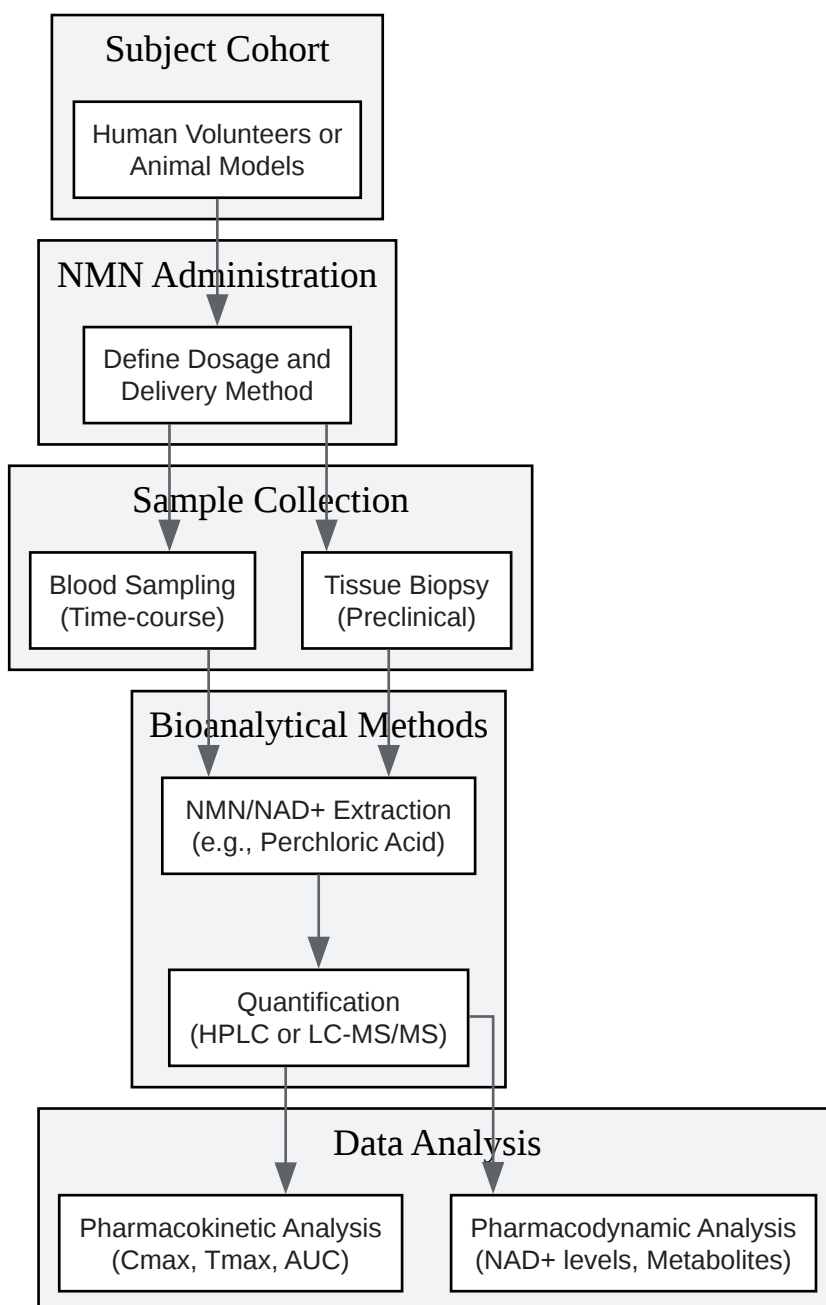 Subject Cohort
Human Volunteers or
Animal Models
NMN Administration
Define Dosage and
Delivery Method
Sample Collection
Blood Sampling
(Time-course)
Tissue Biopsy
(Preclinical)
Bioanalytical Methods
NMN/NAD+ Extraction
(e.g., Perchloric Acid)
Quantification
(HPLC or LC-MS/MS)
Data Analysis
Pharmacokinetic Analysis
(Cmax, Tmax, AUC)
Pharmacodynamic Analysis
(NAD+ levels, Metabolites)